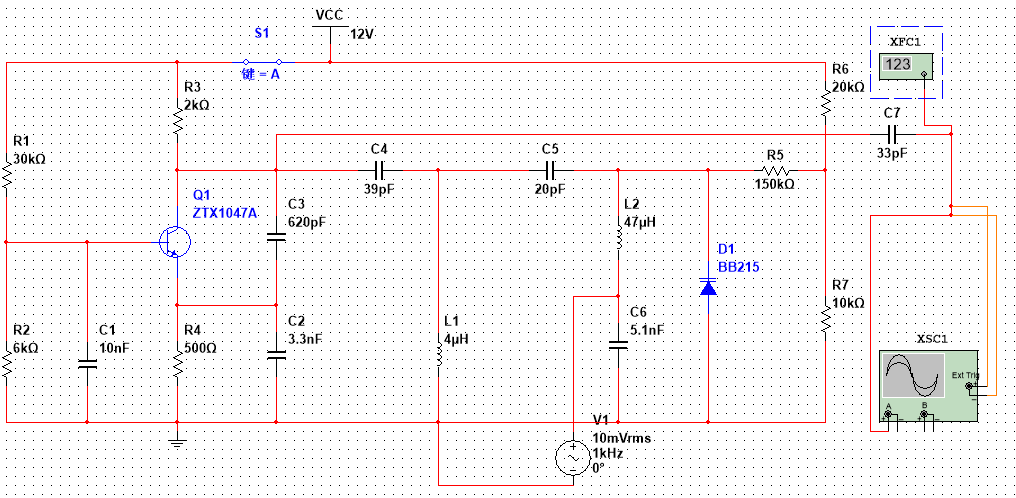 VCC
12V
S1
键 = A
XFC1
123
R3
2kΩ
R6
20kΩ
C7
33pF
R1
30kΩ
C4
39pF
C5
20pF
R5
150kΩ
Q1
ZTX1047A
C3
620pF
L2
47µH
D1
BB215
R7
10kΩ
R2
6kΩ
C1
10nF
R4
500Ω
C2
3.3nF
L1
4µH
C6
5.1nF
XSC1
Ext Trig
+
-
A
B
+
-
+
-
V1
10mVrms
1kHz
0°